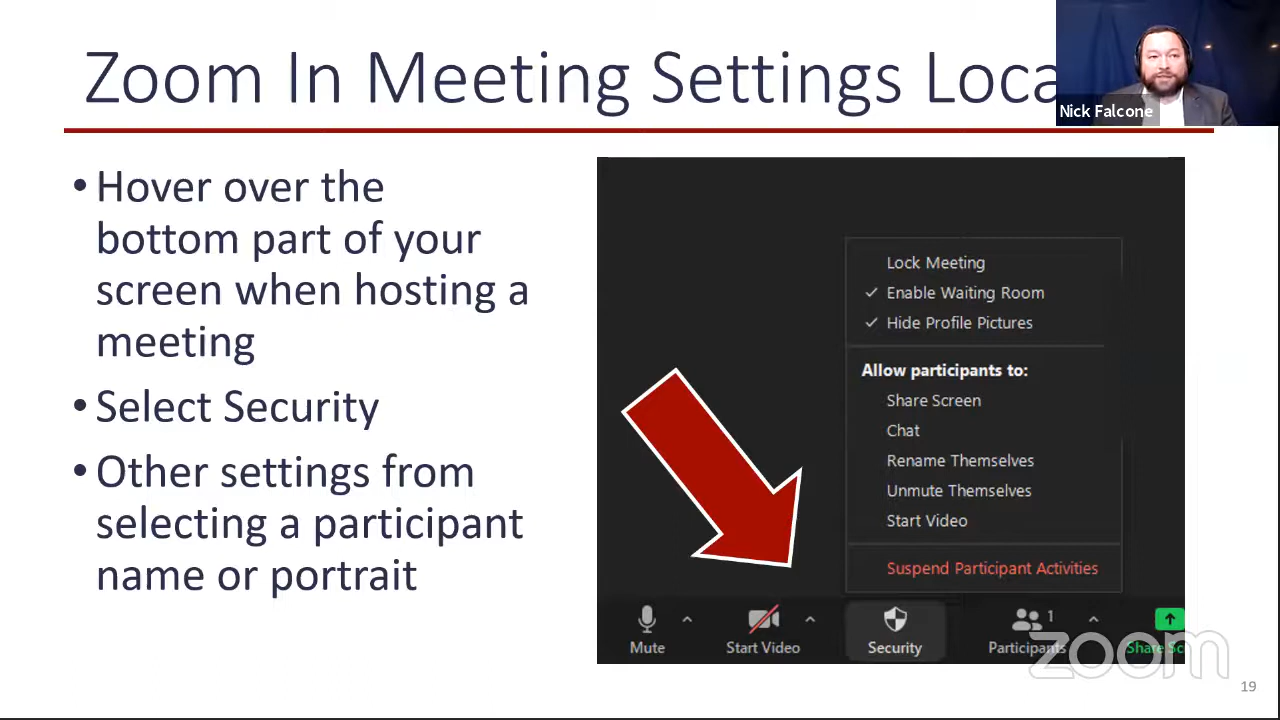 Zoom In Meeting Settings Loca
Nick Falcone
• Hover over the
bottom part of your
screen when hosting a
meeting
• Select Security
• Other settings from
selecting a participant
name or portrait
Lock Meeting
✓ Enable Waiting Room
✓ Hide Profile Pictures
Allow participants to:
Share Screen
Chat
Rename Themselves
Unmute Themselves
Start Video
Suspend Participant Activities
1
Mute
Start Video
Security
Participants
Share Sc
zoom
19